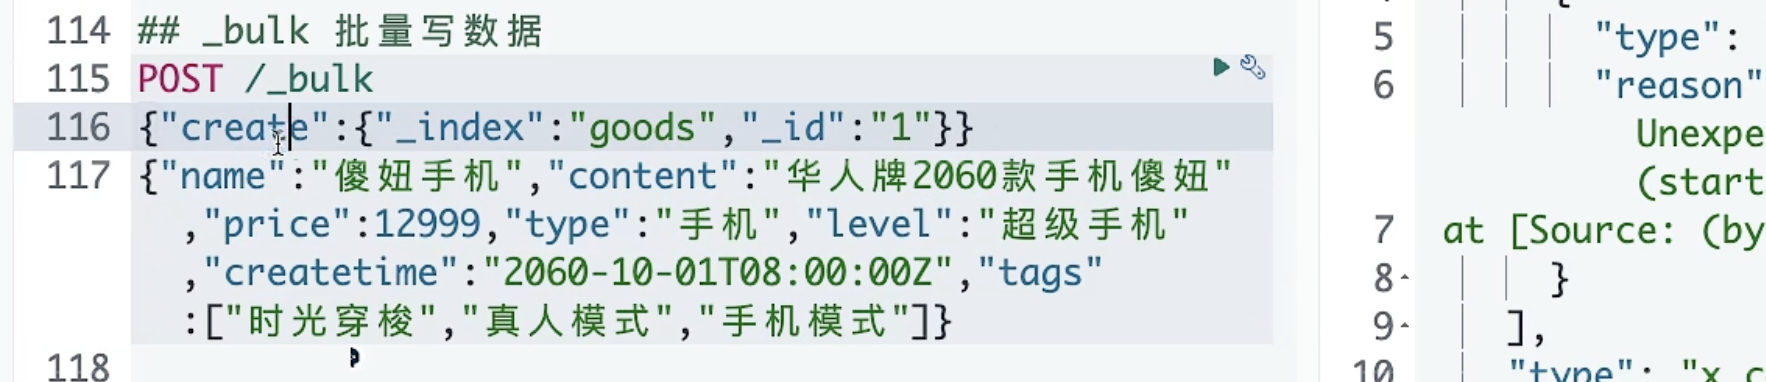 114 ## _bulk 批量写数据
115 POST /_bulk
116 {"create":{"_index":"goods","_id":"1"}}
117 {"name":"傻妞手机","content":"华人牌2060款手机傻妞"
,"price":12999,"type":"手机","level":"超级手机"
,"createtime":"2060-10-01T08:00:00Z","tags"
:["时光穿梭","真人模式","手机模式"]}
118
5 "type":
6 "reason"
Unexpe
(start
7 at [Source: (by
8 }
9 ],
10 "type": "x_c